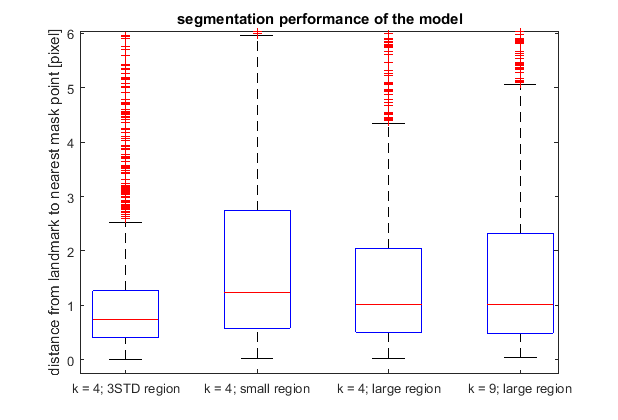 segmentation performance of the model
distance from landmark to nearest mask point [pixel]
6
5
4
3
2
1
0
k = 4; 3STD region
k = 4; small region
k = 4; large region
k = 9; large region